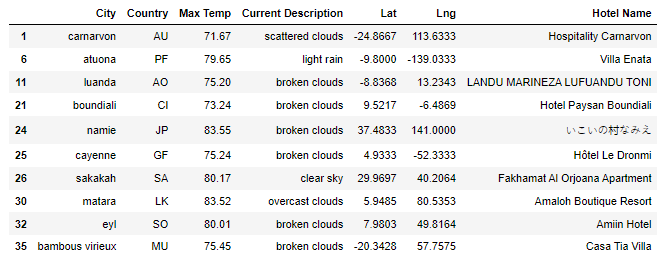 City Country Max Temp Current Description Lat Lng Hotel Name
1 carnarvon AU 71.67 scattered clouds -24.8667 113.6333 Hospitality Carnarvon
6 atuona PF 79.65 light rain -9.8000 -139.0333 Villa Enata
11 luanda AO 75.20 broken clouds -8.8368 13.2343 LANDU MARINEZA LUFUANDU TONI
21 boundiali CI 73.24 broken clouds 9.5217 -6.4869 Hotel Paysan Boundiali
24 namie JP 83.55 broken clouds 37.4833 141.0000 いこいの村なみえ
25 cayenne GF 75.24 broken clouds 4.9333 -52.3333 Hôtel Le Dronmi
26 sakakah SA 80.17 clear sky 29.9697 40.2064 Fakhamat Al Orjoana Apartment
30 matara LK 83.52 overcast clouds 5.9485 80.5353 Amaloh Boutique Resort
32 eyl SO 80.01 broken clouds 7.9803 49.8164 Amiin Hotel
35 bambous virieux MU 75.45 broken clouds -20.3428 57.7575 Casa Tia Villa